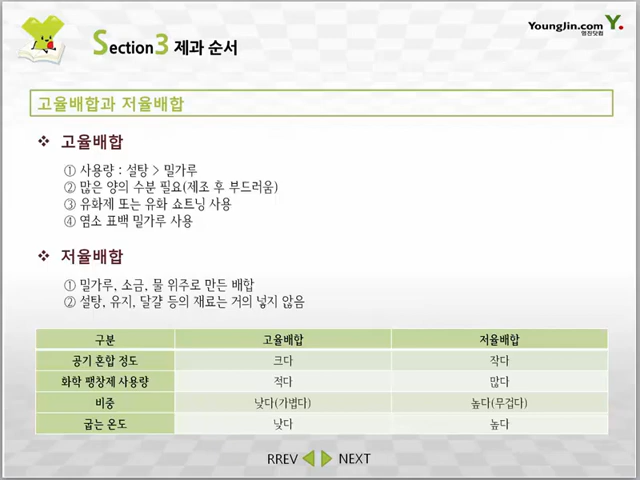 YoungJin.com Y.
영진닷컴
Section3 제과 순서
고율배합과 저율배합
❖ 고율배합
① 사용량 : 설탕 > 밀가루
② 많은 양의 수분 필요(제조 후 부드러움)
③ 유화제 또는 유화 쇼트닝 사용
④ 염소 표백 밀가루 사용
❖ 저율배합
① 밀가루, 소금, 물 위주로 만든 배합
② 설탕, 유지, 달걀 등의 재료는 거의 넣지 않음
구분 고율배합 저율배합
공기 혼합 정도 크다 작다
화학 팽창제 사용량 적다 많다
비중 낮다(가볍다) 높다(무겁다)
굽는 온도 낮다 높다
RREV NEXT